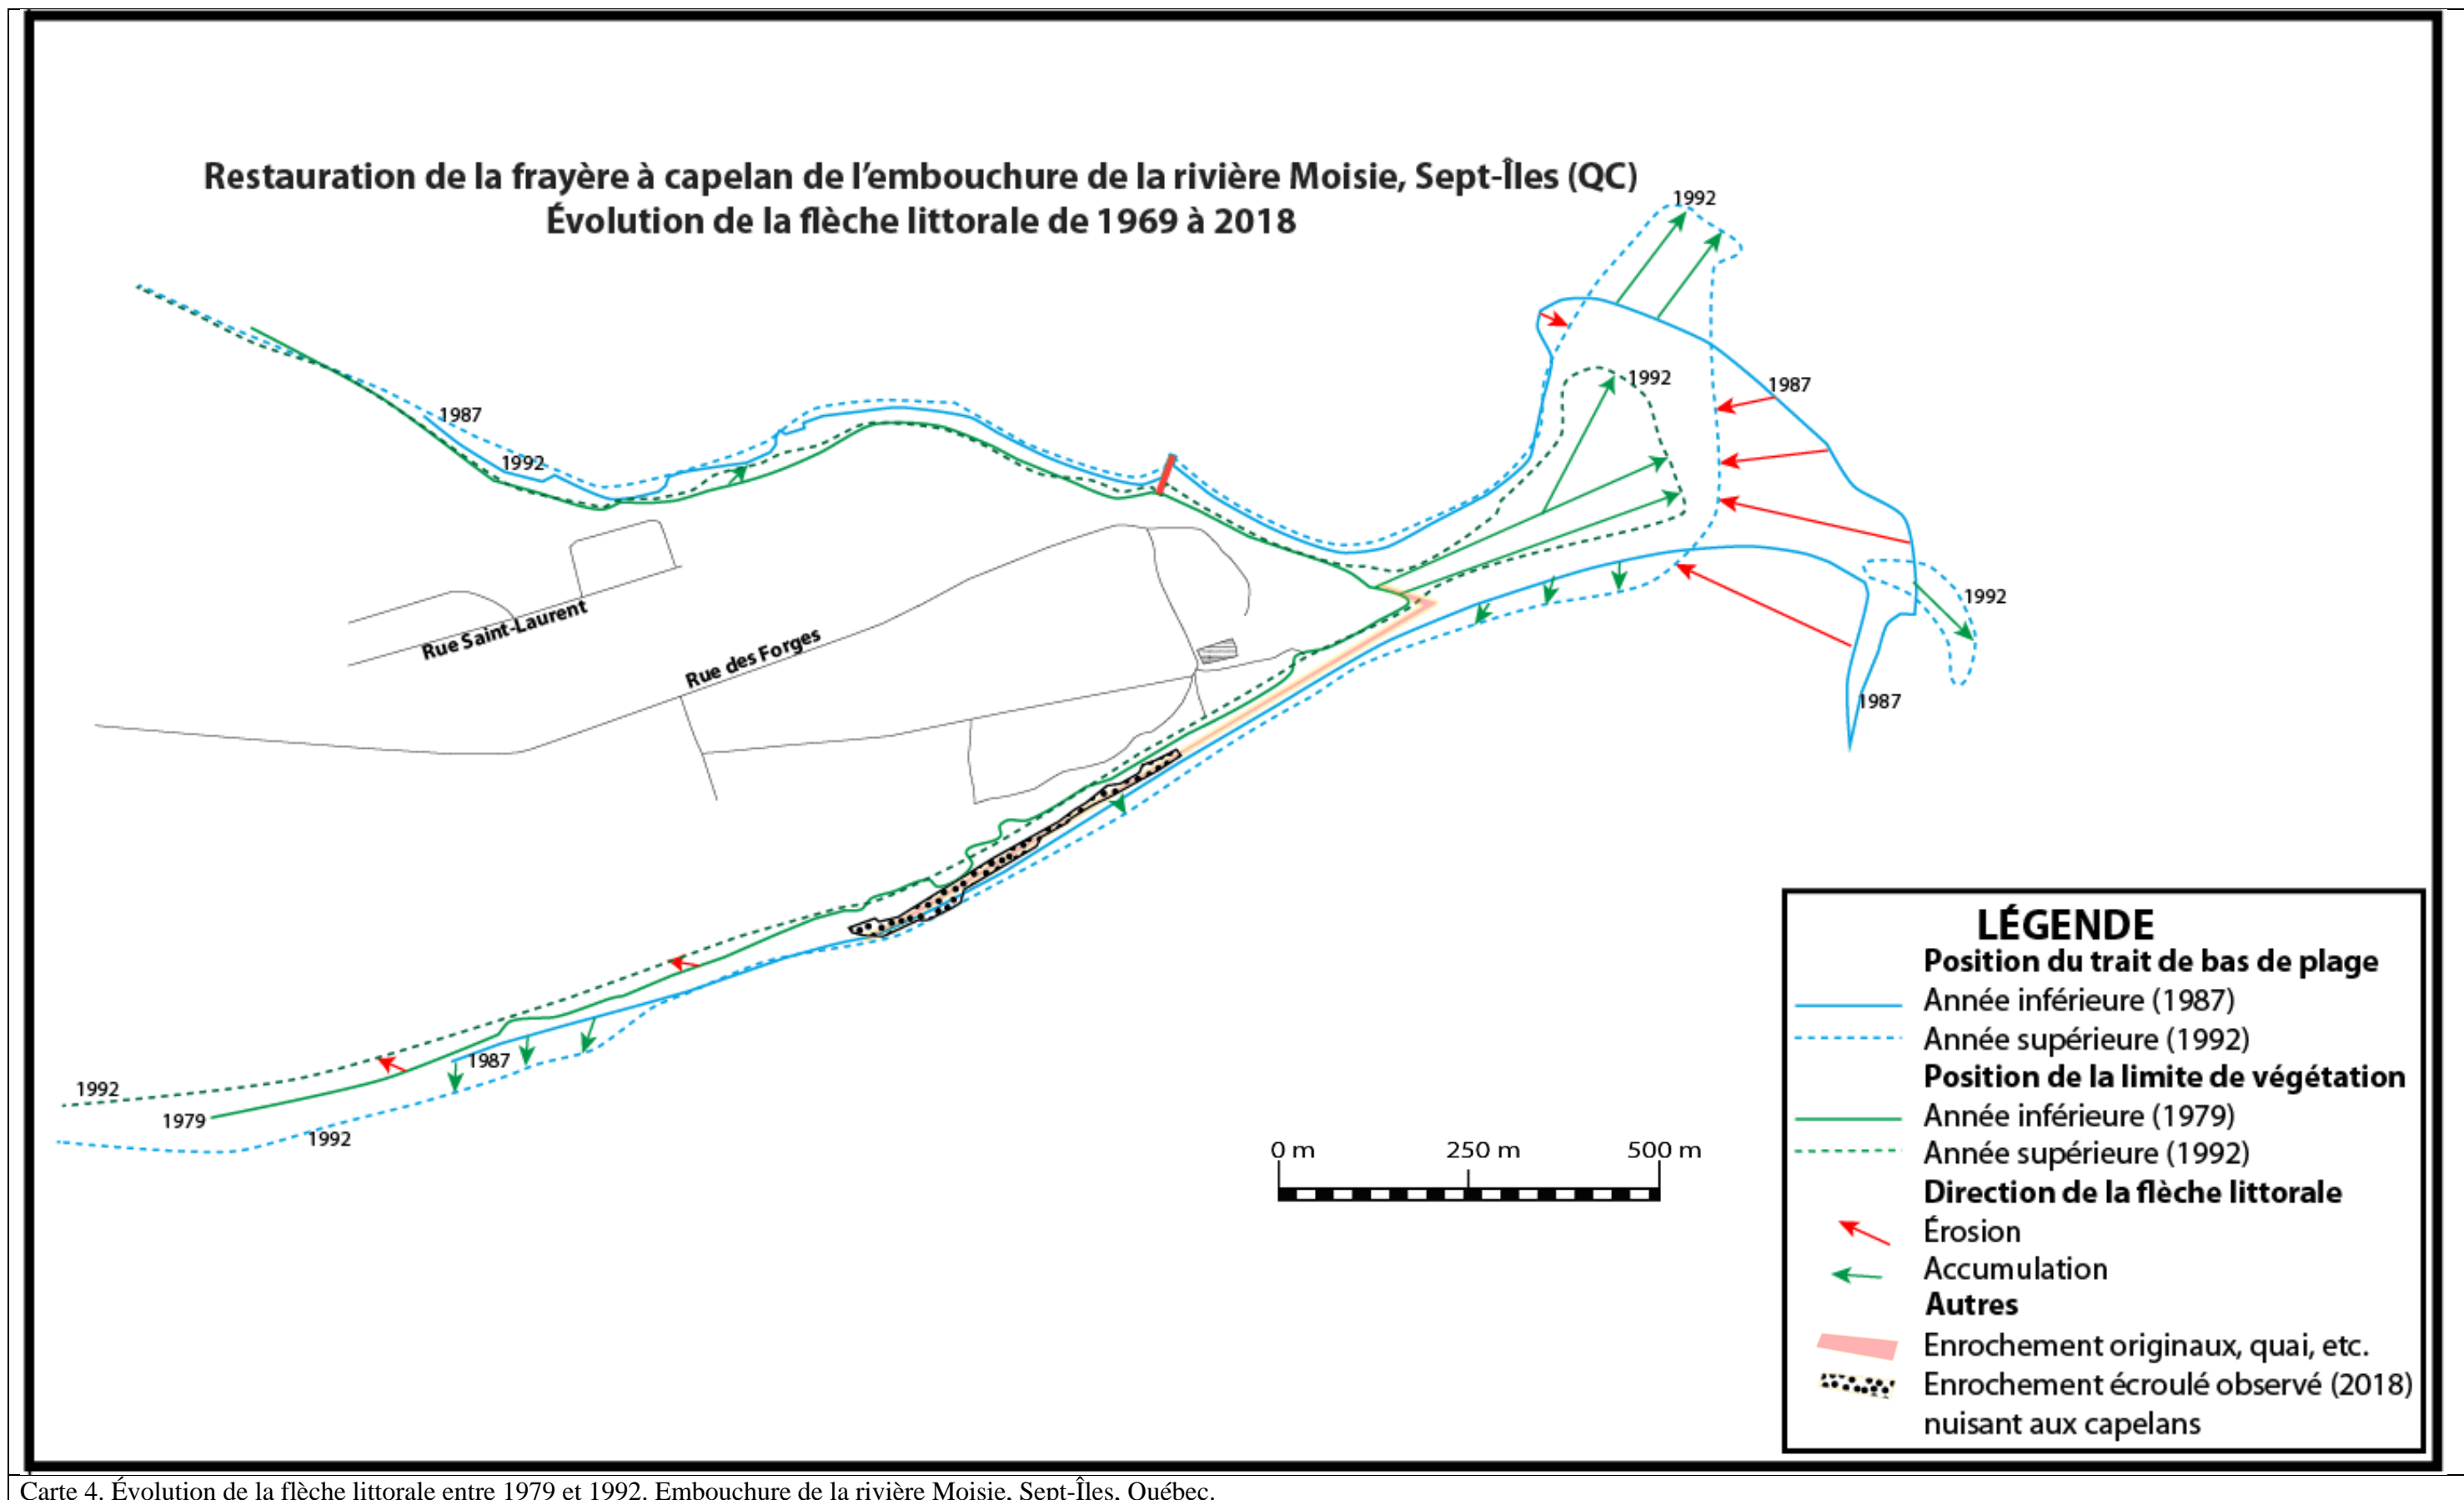 Restauration de la frayère à capelan de l'embouchure de la rivière Moisie, Sept-Îles (QC)
Évolution de la flèche littorale de 1969 à 2018
1992
1992
1987
1987
1992
1992
1987
Rue Saint-Laurent
Rue des Forges
1987
1992
1979
1992
0 m 250 m 500 m
LÉGENDE
Position du trait de bas de plage
Année inférieure (1987)
Année supérieure (1992)
Position de la limite de végétation
Année inférieure (1979)
Année supérieure (1992)
Direction de la flèche littorale
Érosion
Accumulation
Autres
Enrochement originaux, quai, etc.
Enrochement écroulé observé (2018)
nuisant aux capelans
Carte 4. Évolution de la flèche littorale entre 1979 et 1992. Embouchure de la rivière Moisie, Sept-Îles, Québec.